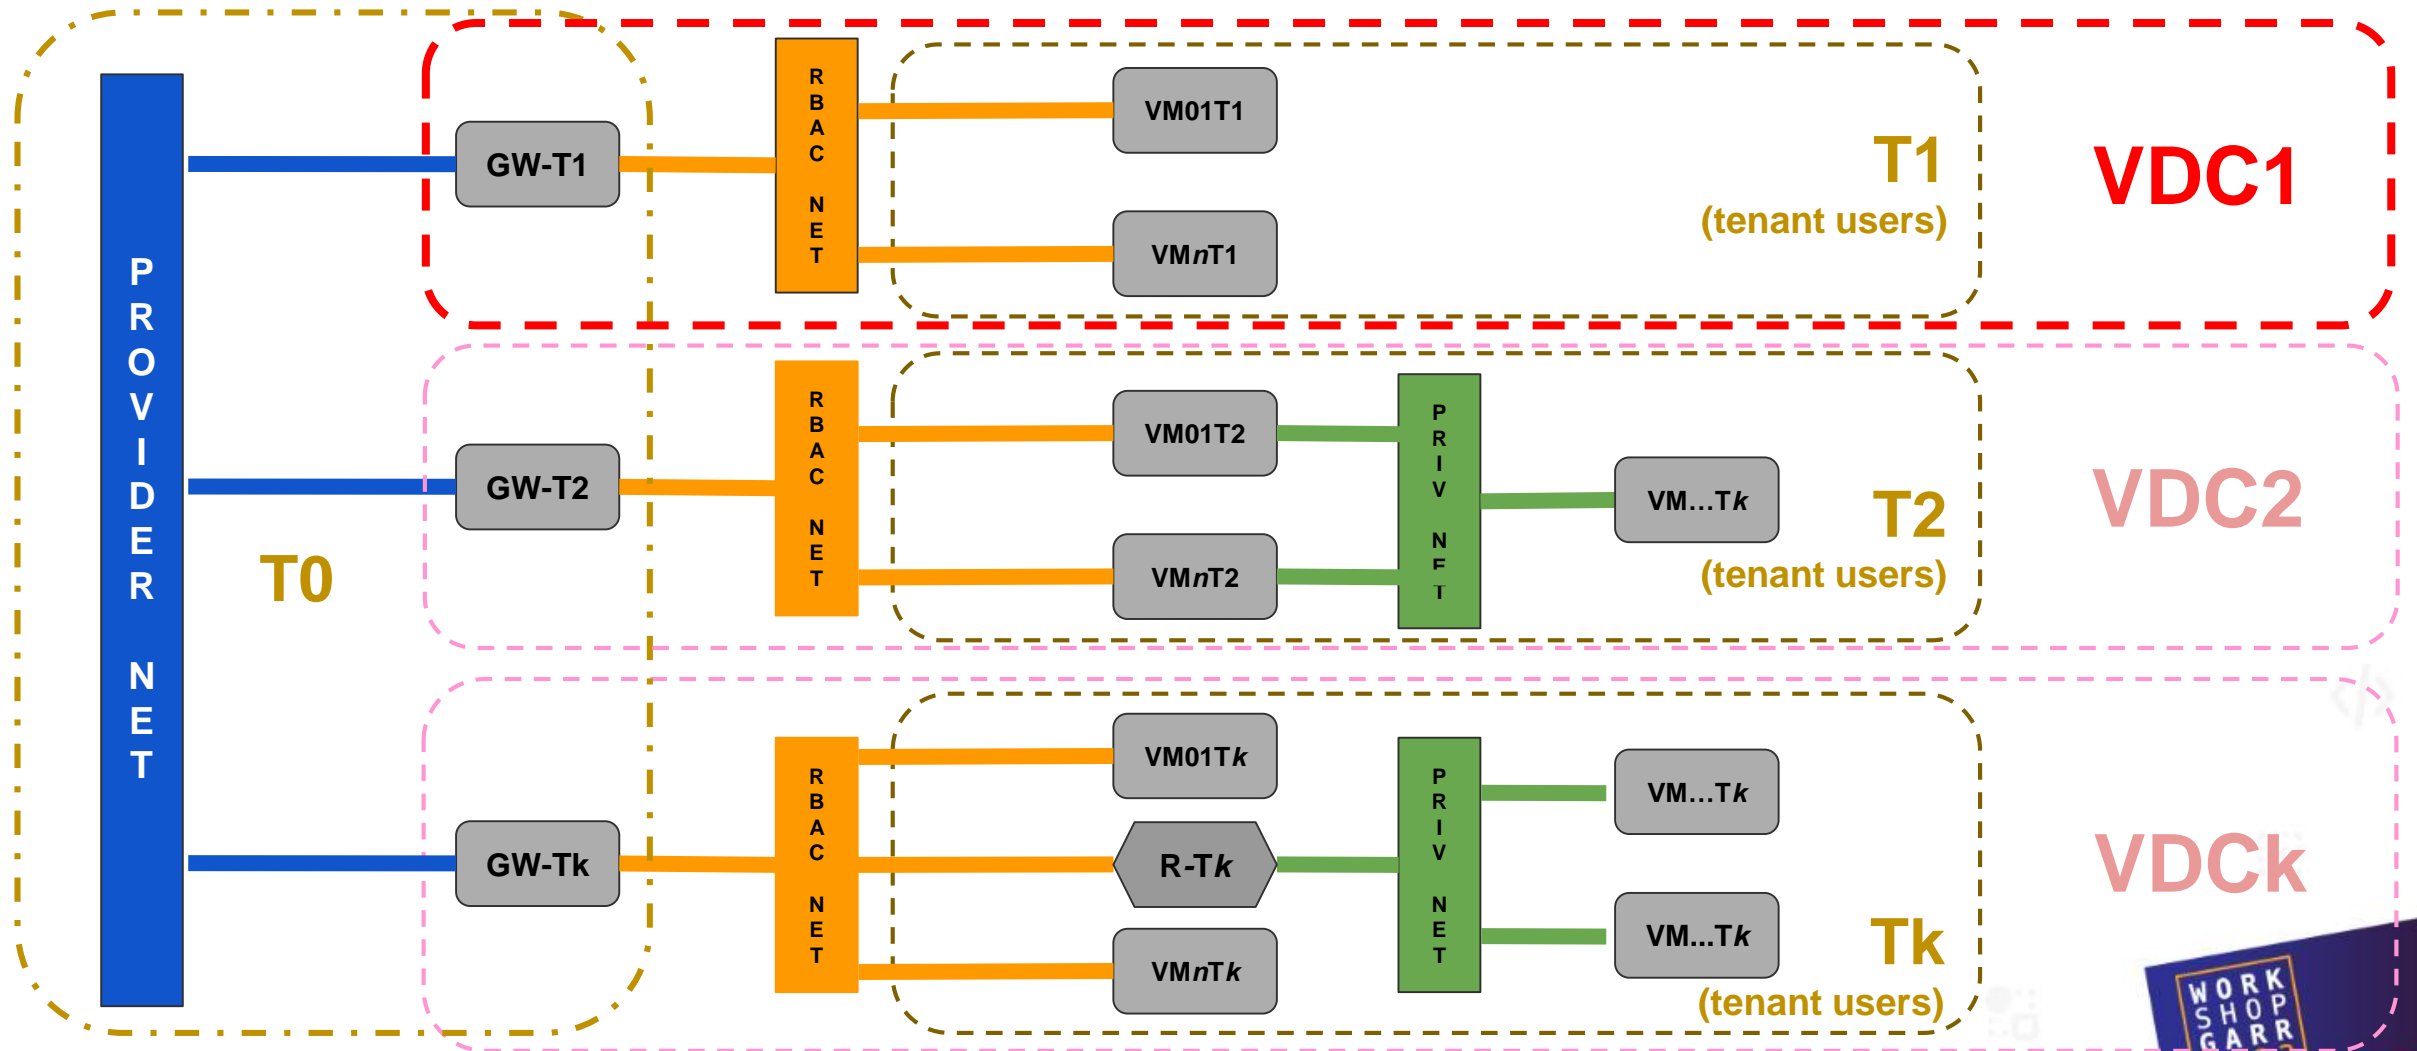 PROVIDER NET
T0
GW-T1
RBAC NET
VM01T1
VMnT1
T1
(tenant users)
VDC1
GW-T2
RBAC NET
VM01T2
VMnT2
PRIV NET
VM...Tk
T2
(tenant users)
VDC2
GW-Tk
RBAC NET
VM01Tk
R-Tk
VMnTk
PRIV NET
VM...Tk
VM...Tk
Tk
(tenant users)
VDCk
WORK
SHOP
GARR